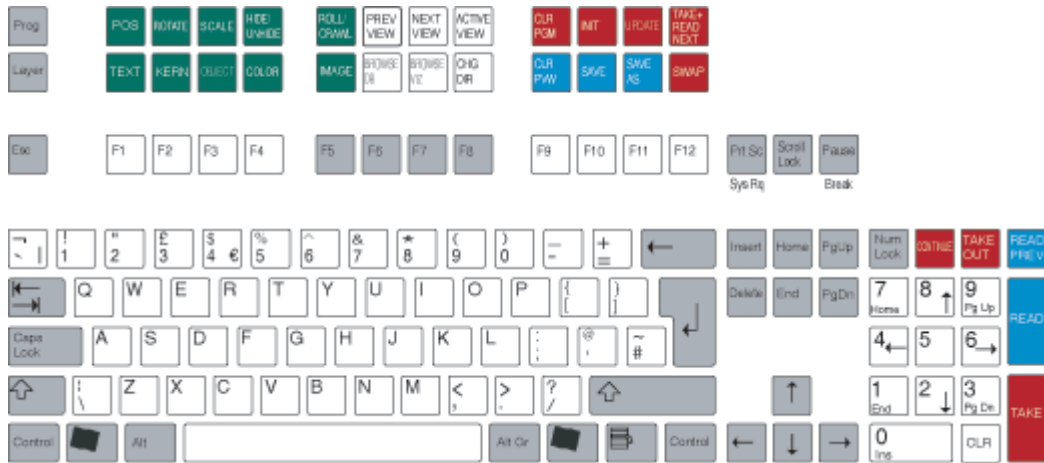 Prog POS ROTATE SCALE HIDE/ UNHIDE ROLL/ CRAWL PREV VIEW NEXT VIEW ACTIVE VIEW CLR PGM INIT UPDATE TAKE+ READ NEXT
Layer TEXT KERN OBJECT COLOR IMAGE BROWSE DB BROWSE VIZ CHG DIR CLR PVW SAVE SAVE AS SWAP
Esc F1 F2 F3 F4 F5 F6 F7 F8 F9 F10 F11 F12 Prt Sc Scroll Lock Pause
Sys Rq Break
¬ ` | ! 1 " 2 £ 3 $ 4 € % 5 ^ 6 & 7 * 8 ( 9 ) 0 _ - + = ← Insert Home PgUp Num Lock CONTINUE TAKE OUT READ PREV
Q W E R T Y U I O P { [ } ] Delete End PgDn 7 Home 8 ↑ 9 Pg Up READ
Caps Lock A S D F G H J K L : ; @ ' ~ # 4 ← 5 6 →
| \ Z X C V B N M < , > . ? / ↑ 1 End 2 ↓ 3 Pg Dn TAKE
Control Alt Alt Gr Control ← ↓ → 0 Ins CLR